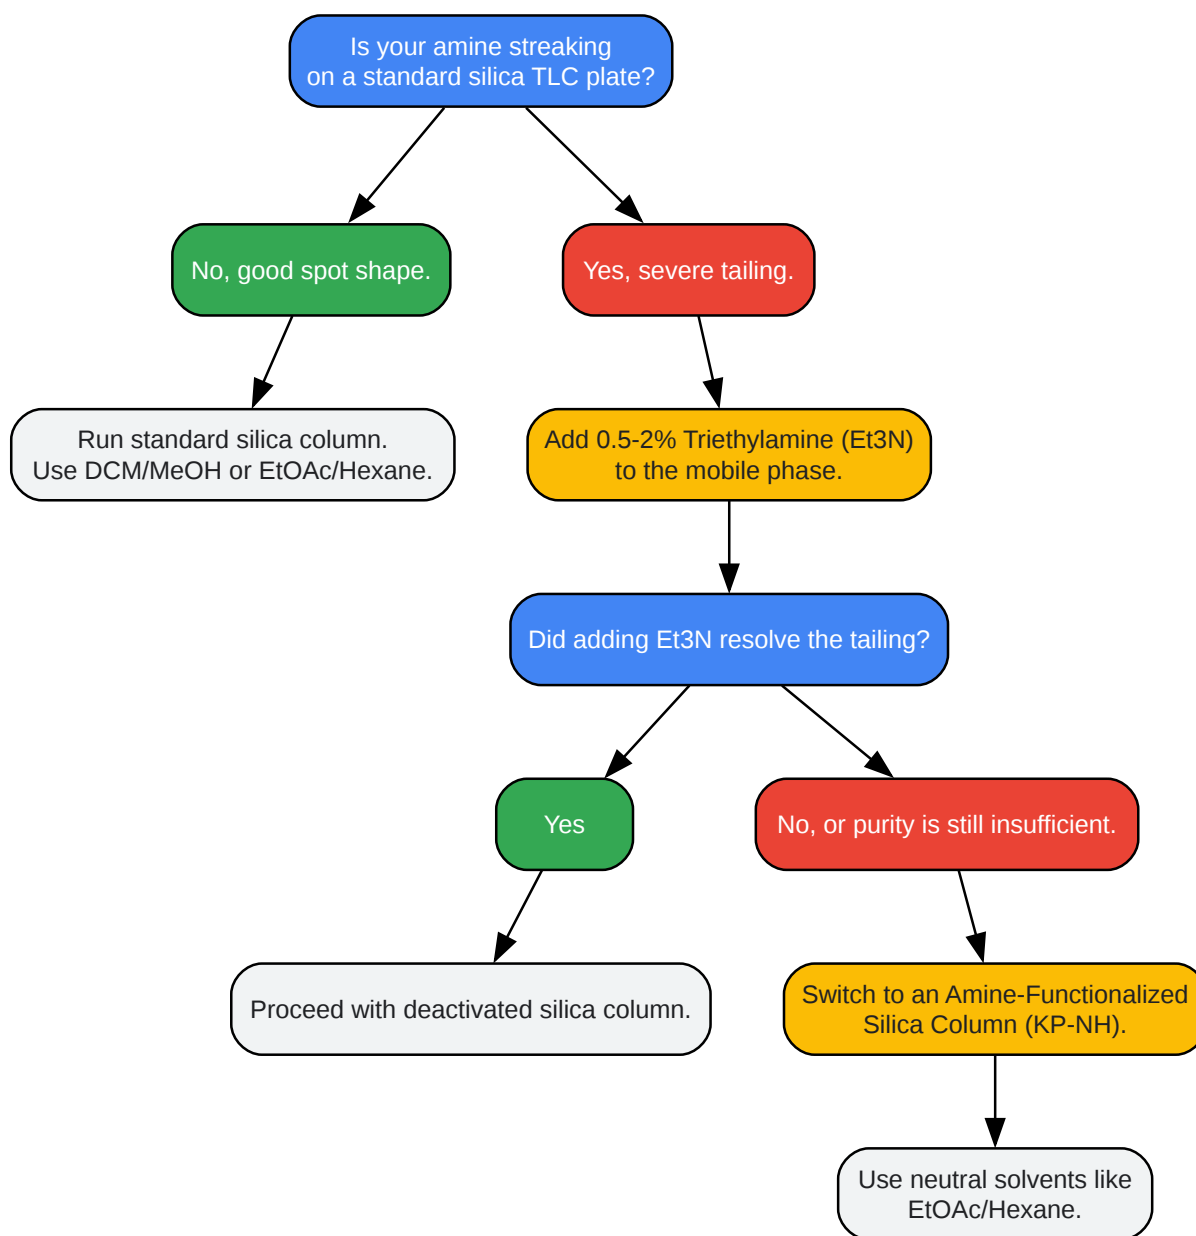 Is your amine streaking
on a standard silica TLC plate?
No, good spot shape.
Yes, severe tailing.
Run standard silica column.
Use DCM/MeOH or EtOAc/Hexane.
Add 0.5-2% Triethylamine (Et3N)
to the mobile phase.
Did adding Et3N resolve the tailing?
Yes
No, or purity is still insufficient.
Proceed with deactivated silica column.
Switch to an Amine-Functionalized
Silica Column (KP-NH).
Use neutral solvents like
EtOAc/Hexane.